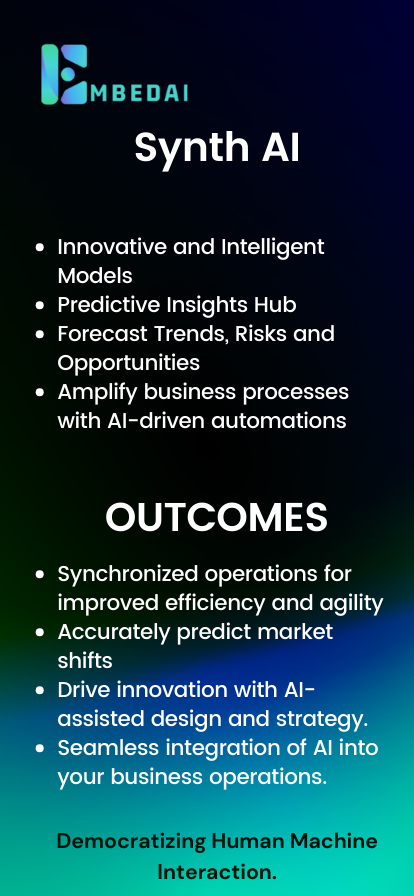 EMBEDAI
Synth AI
• Innovative and Intelligent
Models
• Predictive Insights Hub
• Forecast Trends, Risks and
Opportunities
• Amplify business processes
with AI-driven automations
OUTCOMES
• Synchronized operations for
improved efficiency and agility
• Accurately predict market
shifts
• Drive innovation with AI-
assisted design and strategy.
• Seamless integration of AI into
your business operations.
Democratizing Human Machine
Interaction.